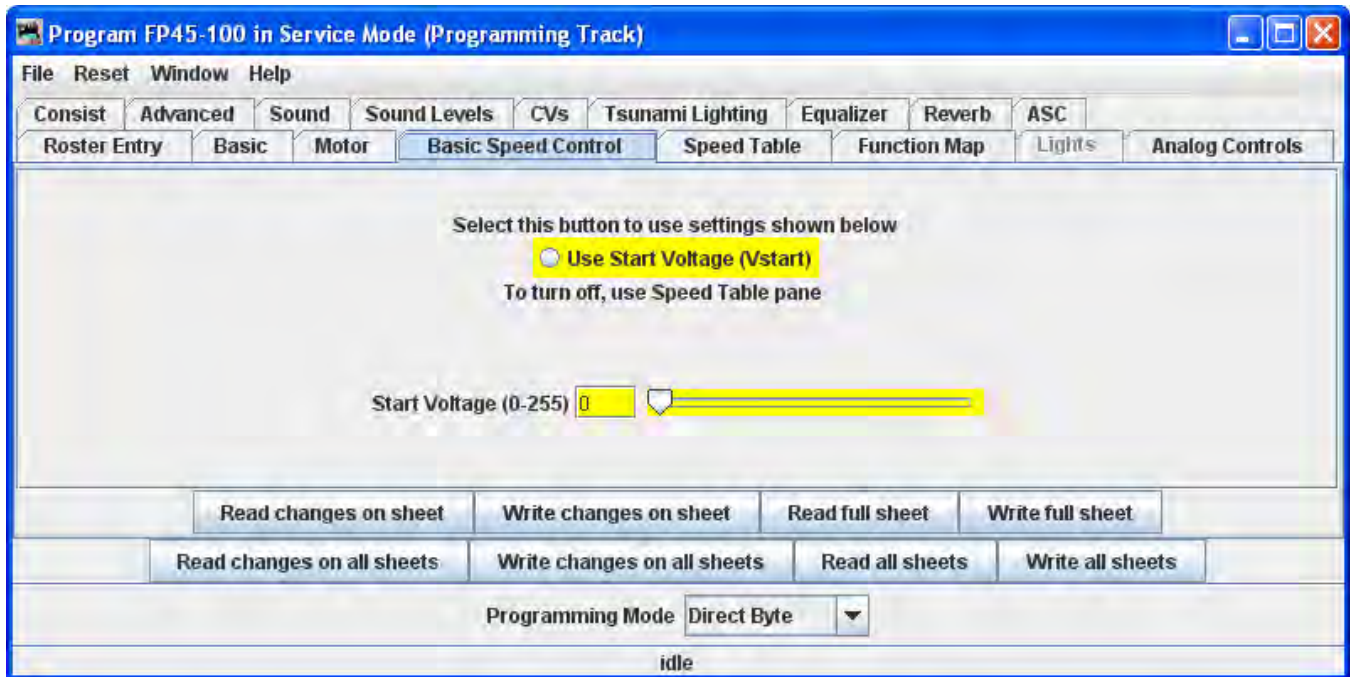 Program FP45-100 in Service Mode (Programming Track)
File Reset Window Help
Consist Advanced Sound Sound Levels CVs Tsunami Lighting Equalizer Reverb ASC
Roster Entry Basic Motor Basic Speed Control Speed Table Function Map Lights Analog Controls
Select this button to use settings shown below
Use Start Voltage (Vstart)
To turn off, use Speed Table pane
Start Voltage (0-255) 0
Read changes on sheet Write changes on sheet Read full sheet Write full sheet
Read changes on all sheets Write changes on all sheets Read all sheets Write all sheets
Programming Mode Direct Byte
idle